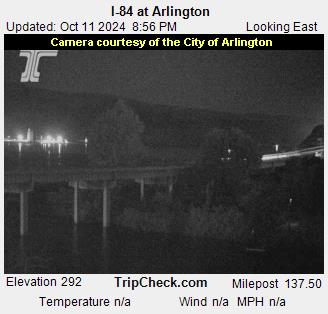 I-84 at Arlington
Updated: Oct 11 2024 8:56 PM Looking East
Camera courtesy of the City of Arlington
Elevation 292 TripCheck.com Milepost 137.50
Temperature n/a Wind n/a MPH n/a